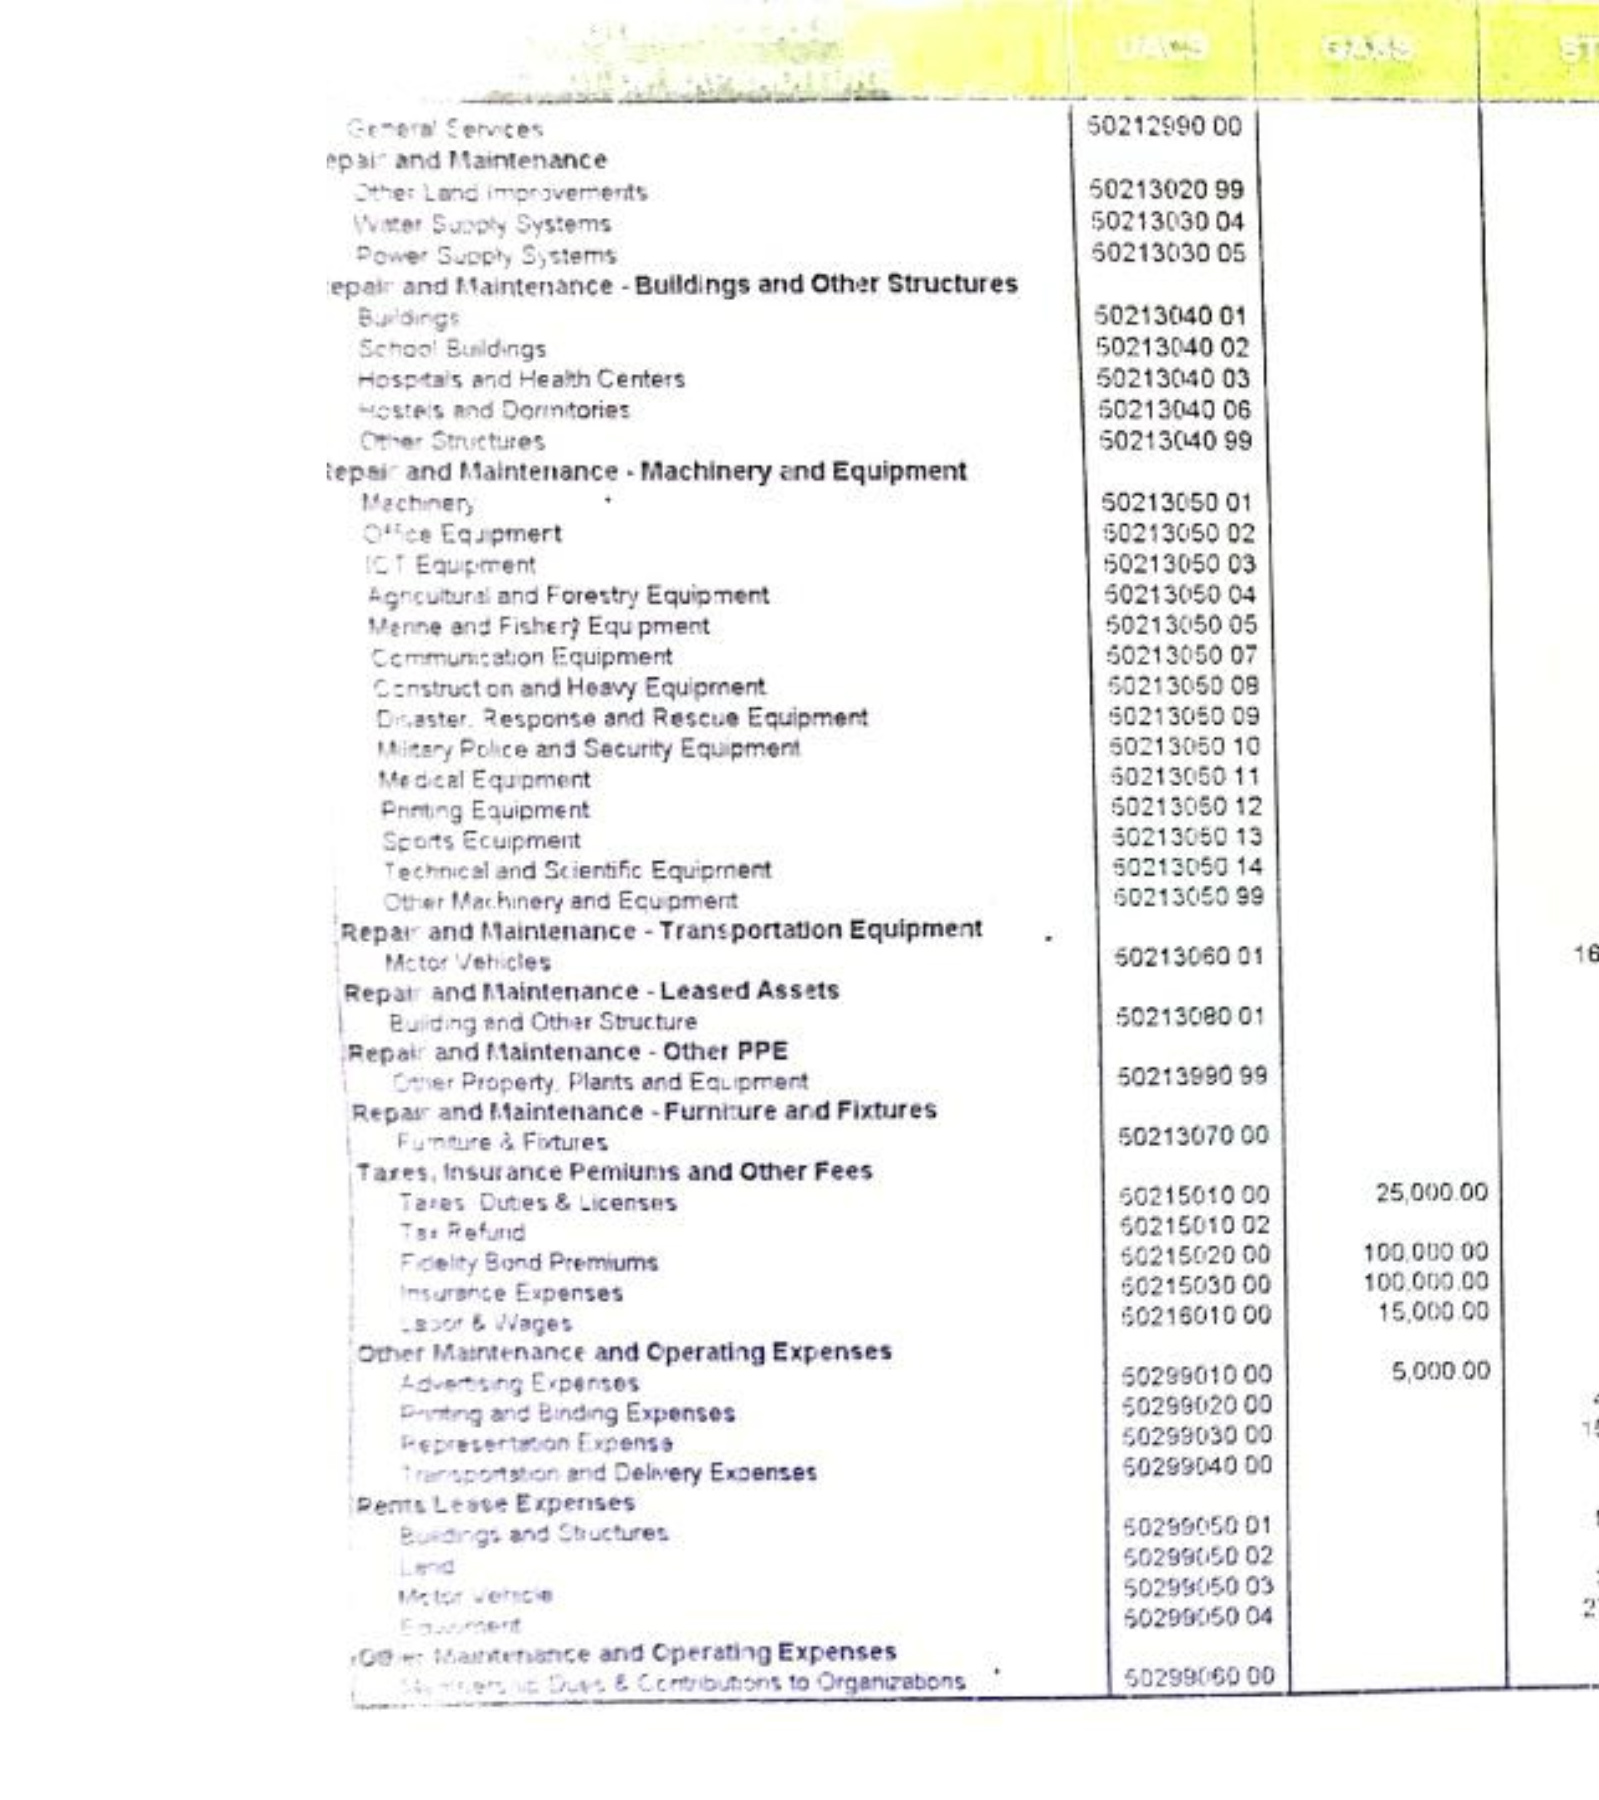 UACS GASS ST
General Services 50212990 00
epair and Maintenance
Other Land Improvements 50213020 99
Water Supply Systems 50213030 04
Power Supply Systems 50213030 05
epair and Maintenance - Buildings and Other Structures
Buildings 50213040 01
School Buildings 50213040 02
Hospitals and Health Centers 50213040 03
Hostels and Dormitories 50213040 06
Other Structures 50213040 99
Repair and Maintenance - Machinery and Equipment
Machinery 50213050 01
Office Equipment 50213050 02
ICT Equipment 50213050 03
Agricultural and Forestry Equipment 50213050 04
Marine and Fishery Equipment 50213050 05
Communication Equipment 50213050 07
Construction and Heavy Equipment 50213050 08
Disaster, Response and Rescue Equipment 50213050 09
Military Police and Security Equipment 50213050 10
Medical Equipment 50213050 11
Printing Equipment 50213050 12
Sports Equipment 50213050 13
Technical and Scientific Equipment 50213050 14
Other Machinery and Equipment 50213050 99
Repair and Maintenance - Transportation Equipment
Motor Vehicles 50213060 01 16
Repair and Maintenance - Leased Assets
Building and Other Structure 50213080 01
Repair and Maintenance - Other PPE
Other Property, Plants and Equipment 50213990 99
Repair and Maintenance - Furniture and Fixtures
Furniture & Fixtures 50213070 00
Taxes, Insurance Pemiums and Other Fees
Taxes, Duties & Licenses 50215010 00 25,000.00
Tax Refund 50215010 02
Fidelity Bond Premiums 50215020 00 100,000.00
Insurance Expenses 50215030 00 100,000.00
Labor & Wages 50216010 00 15,000.00
Other Maintenance and Operating Expenses
Advertising Expenses 50299010 00 5,000.00
Printing and Binding Expenses 50299020 00
Representation Expense 50299030 00 15
Transportation and Delivery Expenses 50299040 00
Rents Lease Expenses
Buildings and Structures 50299050 01
Land 50299050 02
Motor Vehicle 50299050 03
Equipment 50299050 04 2
Other Maintenance and Operating Expenses
Membership Dues & Contributions to Organizations 50299060 00